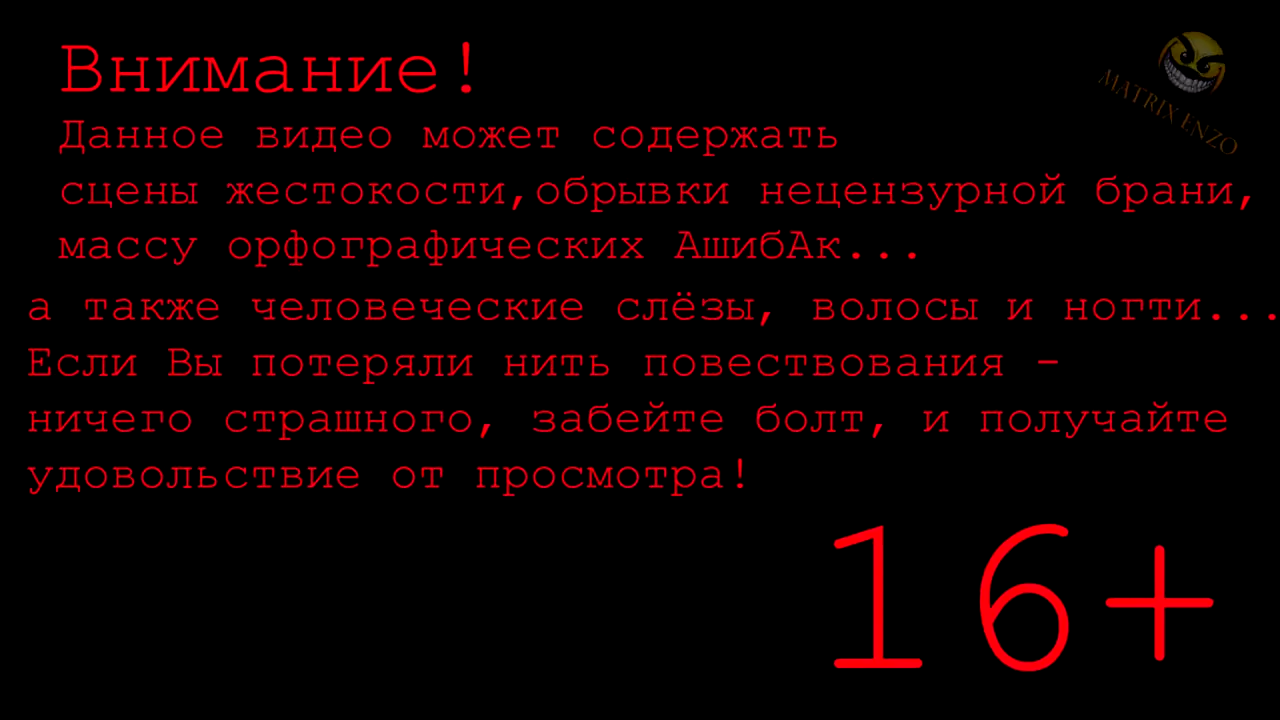 Внимание!
MATRIX ENZO
Данное видео может содержать
сцены жестокости,обрывки нецензурной брани,
массу орфографических АшибАк...
а также человеческие слёзы, волосы и ногти...
Если Вы потеряли нить повествования -
ничего страшного, забейте болт, и получайте
удовольствие от просмотра!
16+